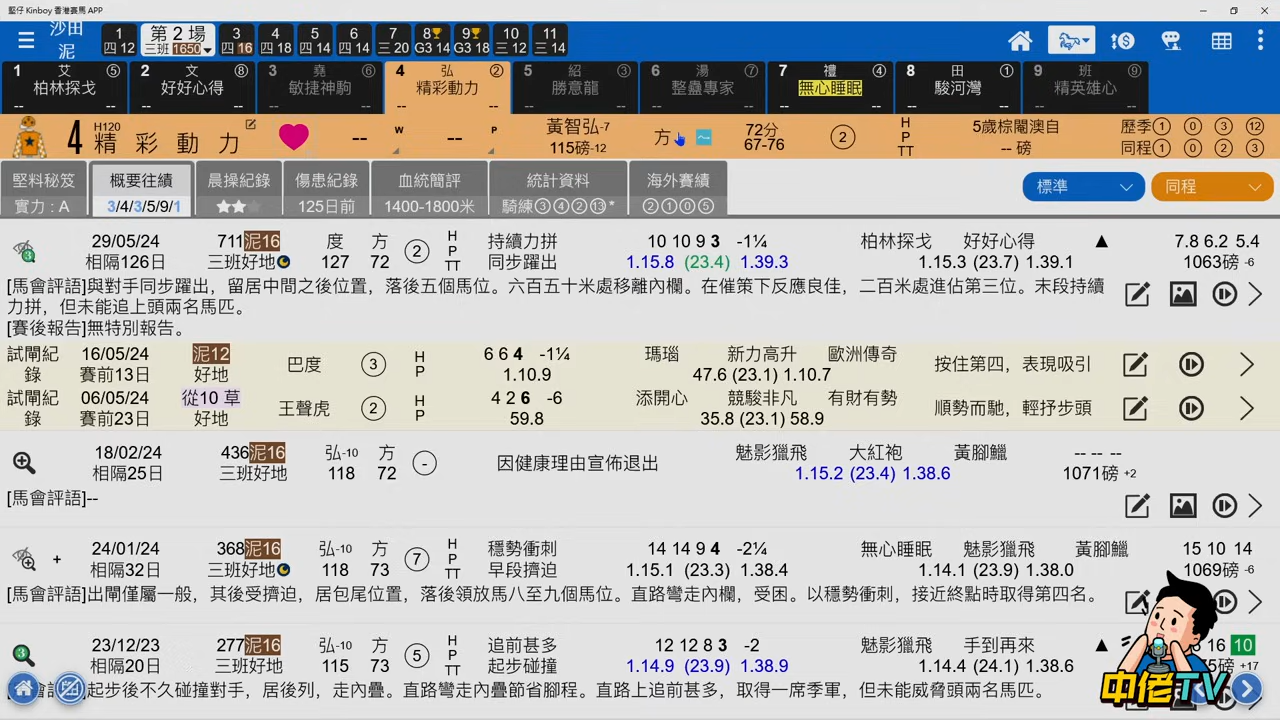 堅仔 Kinboy 香港賽馬 APP
沙田 泥
1 四 12
第 2 場 三班 1650
3 四 16
4 四 18
5 四 14
6 四 14
7 三 20
8 G3 14
9 G3 18
10 三 12
11 三 14
1 艾 ⑤ 柏林探戈 --
2 文 ⑧ 好好心得 --
3 堯 ⑥ 敏捷神駒 --
4 弘 ② 精彩動力 -- --
5 紹 ③ 勝意龍 --
6 湯 ⑦ 整蠱專家 --
7 禮 ④ 無心睡眠 --
8 田 ① 駿河灣 --
9 班 ⑨ 精英雄心 --
4 H120 精彩動力 -- W -- P
黃智弘-7 115磅-12
方
72分 67-76
②
H P TT
5歲棕閹澳自 -- 磅
歷季① ⓪ ③ ⑫
同程① ⓪ ② ③
堅料秘笈 概要往績 晨操紀錄 傷患紀錄 血統簡評 統計資料 海外賽績
實力 : A 3/4/3/5/9/1 125日前 1400-1800米 騎練③④②⑬* ②①⓪⑤
標準 同程
29/05/24 711泥16 度 方 ② H P TT 持續力拼 10 10 9 3 -1¼ 柏林探戈 好好心得 ▲ 7.8 6.2 5.4
相隔126日 三班好地 127 72 同步躍出 1.15.8 (23.4) 1.39.3 1.15.3 (23.7) 1.39.1 1063磅 -6
[馬會評語]與對手同步躍出，留居中間之後位置，落後五個馬位。六百五十米處移離內欄。在催策下反應良佳，二百米處進佔第三位。末段持續
力拼，但未能追上頭兩名馬匹。
[賽後報告]無特別報告。
試閘紀錄 16/05/24 泥12 巴度 ③ H P 6 6 4 -1¼ 瑪瑙 新力高升 歐洲傳奇 按住第四，表現吸引
賽前13日 好地 1.10.9 47.6 (23.1) 1.10.7
試閘紀錄 06/05/24 從10 草 王聲虎 ② H P 4 2 6 -6 添開心 競駿非凡 有財有勢 順勢而馳，輕抒步頭
賽前23日 好地 59.8 35.8 (23.1) 58.9
18/02/24 436泥16 弘-10 方 - 因健康理由宣佈退出 魅影獵飛 大紅袍 黃腳鱲 -- -- --
相隔25日 三班好地 118 72 1.15.2 (23.4) 1.38.6 1071磅 +2
[馬會評語]--
+ 24/01/24 368泥16 弘-10 方 ⑦ H P TT 穩勢衝刺 14 14 9 4 -2¼ 無心睡眠 魅影獵飛 黃腳鱲 15 10 14
相隔32日 三班好地 118 73 早段擠迫 1.15.1 (23.3) 1.38.4 1.14.1 (23.9) 1.38.0 1069磅 -6
[馬會評語]出閘僅屬一般，其後受擠迫，居包尾位置，落後領放馬八至九個馬位。直路彎走內欄，受困。以穩勢衝刺，接近終點時取得第四名。
23/12/23 277泥16 弘-10 方 ⑤ H P TT 追前甚多 12 12 8 3 -2 魅影獵飛 手到再來 ▲ 16 10
相隔20日 三班好地 115 73 起步碰撞 1.14.9 (23.9) 1.38.9 1.14.4 (24.1) 1.38.6 5磅 +17
起步後不久碰撞對手，居後列，走內疊。直路彎走內疊節省腳程。直路上追前甚多，取得一席季軍，但未能威脅頭兩名馬匹。
中佬TV